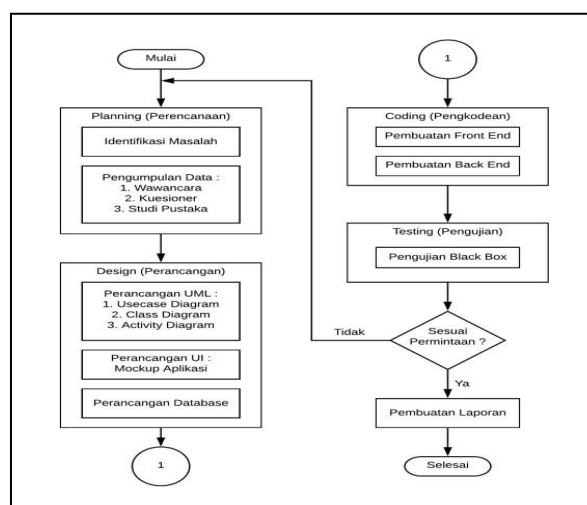 Mulai
Planning (Perencanaan)
Identifikasi Masalah
Pengumpulan Data :
1. Wawancara
2. Kuesioner
3. Studi Pustaka
Design (Perancangan)
Perancangan UML :
1. Usecase Diagram
2. Class Diagram
3. Activity Diagram
Perancangan UI :
Mockup Aplikasi
Perancangan Database
1
1
Coding (Pengkodean)
Pembuatan Front End
Pembuatan Back End
Testing (Pengujian)
Pengujian Black Box
Sesuai
Permintaan ?
Tidak
Ya
Pembuatan Laporan
Selesai